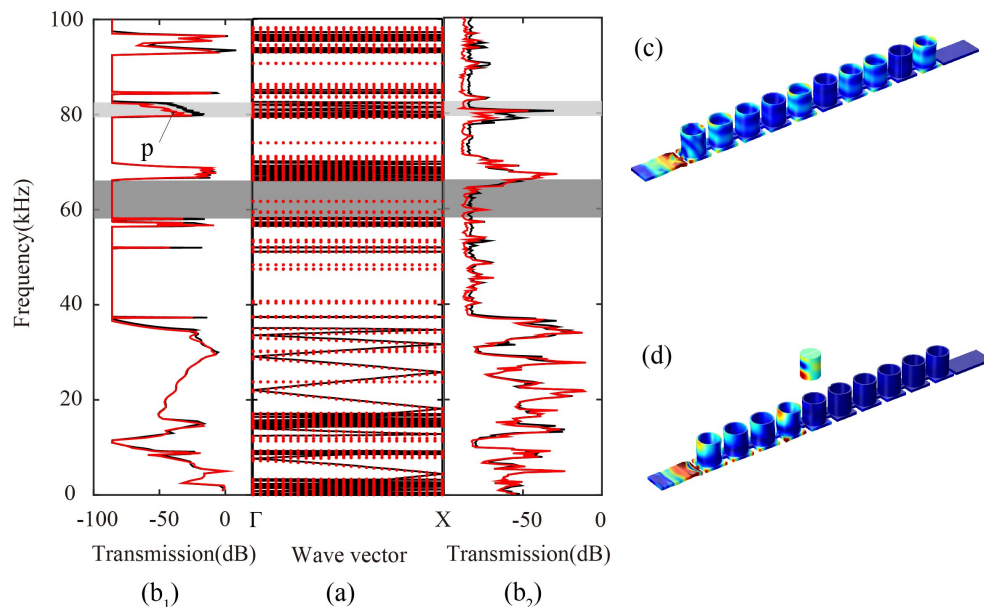 100
80
60
40
20
0
Frequency(kHz)
p
-100
-50
0
Γ
X
-50
0
Transmission(dB)
Wave vector
Transmission(dB)
(b₁)
(a)
(b₂)
(c)
(d)